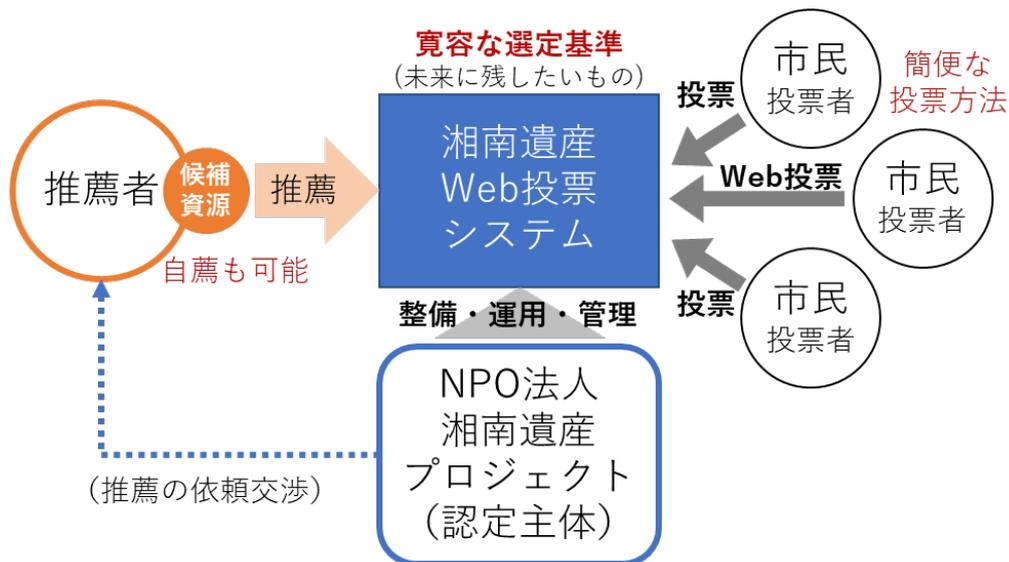 寛容な選定基準
(未来に残したいもの)
推薦者
候補
資源
推薦
自薦も可能
湘南遺産
Web投票
システム
投票
Web投票
投票
市民
投票者
簡便な
投票方法
市民
投票者
市民
投票者
整備・運用・管理
NPO法人
湘南遺産
プロジェクト
(認定主体)
(推薦の依頼交渉)